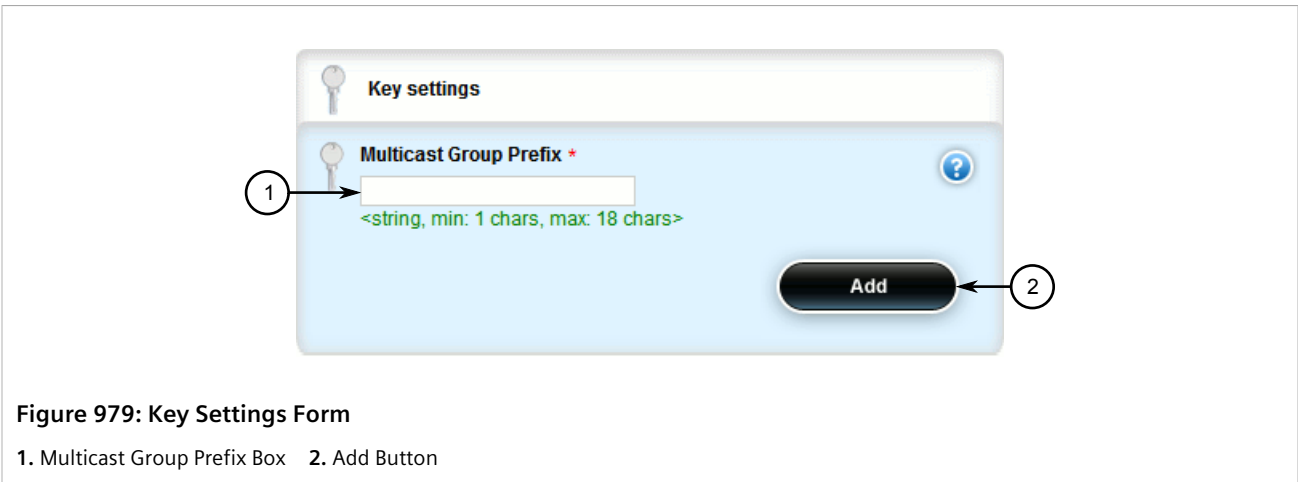 Key settings
Multicast Group Prefix *
1
<string, min: 1 chars, max: 18 chars>
?
Add
2
Figure 979: Key Settings Form
1. Multicast Group Prefix Box 2. Add Button